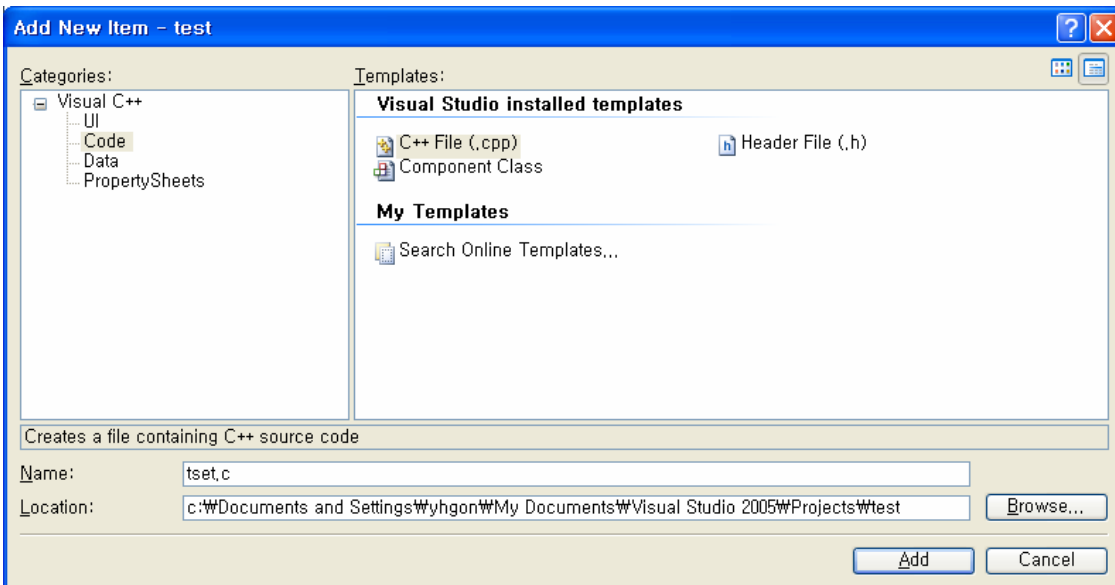 Add New Item - test
Categories:
Templates:
Visual C++
UI
Code
Data
PropertySheets
Visual Studio installed templates
C++ File (.cpp)
Header File (.h)
Component Class
My Templates
Search Online Templates...
Creates a file containing C++ source code
Name:
tset.c
Location:
c:₩Documents and Settings₩yhgon₩My Documents₩Visual Studio 2005₩Projects₩test
Browse...
Add
Cancel